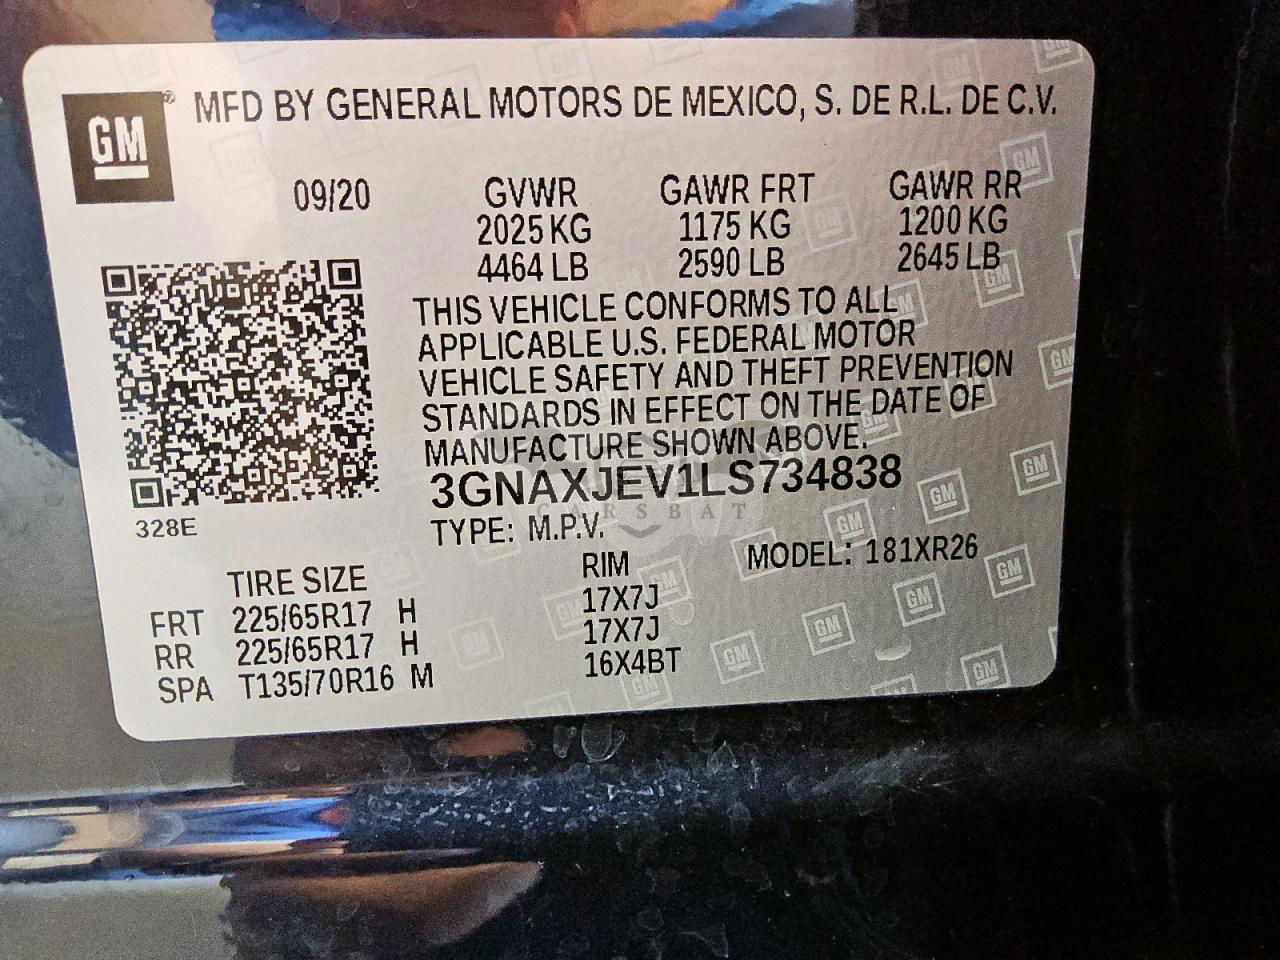 GM ® MFD BY GENERAL MOTORS DE MEXICO, S. DE R.L. DE C.V.
09/20 GVWR GAWR FRT GAWR RR
2025 KG 1175 KG 1200 KG
4464 LB 2590 LB 2645 LB
THIS VEHICLE CONFORMS TO ALL
APPLICABLE U.S. FEDERAL MOTOR
VEHICLE SAFETY AND THEFT PREVENTION
STANDARDS IN EFFECT ON THE DATE OF
MANUFACTURE SHOWN ABOVE.
3GNAXJEV1LS734838
CARSBAT
328E
TYPE: M.P.V.
MODEL: 181XR26
TIRE SIZE RIM
FRT 225/65R17 H 17X7J
RR 225/65R17 H 17X7J
SPA T135/70R16 M 16X4BT